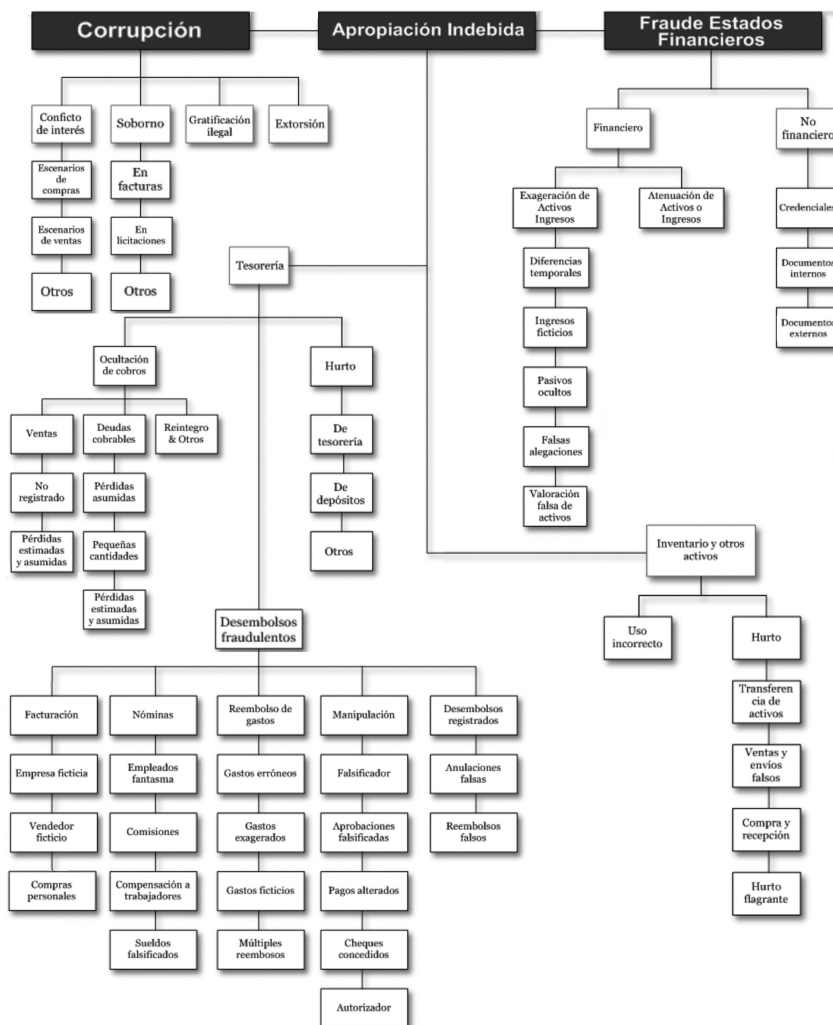 Corrupción
Apropiación Indebida
Fraude Estados
Financieros
Conficto
de interés
Soborno
Gratificación
ilegal
Extorsión
Financiero
No
financiero
Escenarios
de
compras
En
facturas
Exageración de
Activos
Ingresos
Atenuación de
Activos o
Ingresos
Credenciales
Escenarios
de ventas
En
licitaciones
Otros
Otros
Tesorería
Diferencias
temporales
Documentos
internos
Ingresos
ficticios
Documentos
externos
Ocultación
de cobros
Hurto
Pasivos
ocultos
Ventas
Deudas
cobrables
Reintegro
& Otros
De
tesorería
Falsas
alegaciones
No
registrado
Pérdidas
asumidas
De
depósitos
Valoración
falsa de
activos
Pérdidas
estimadas
y asumidas
Pequeñas
cantidades
Otros
Inventario y otros
activos
Pérdidas
estimadas
y asumidas
Desembolsos
fraudulentos
Uso
incorrecto
Hurto
Facturación
Nóminas
Reembolso de
gastos
Manipulación
Desembolsos
registrados
Transferen
cia de
activos
Empresa ficticia
Empleados
fantasma
Gastos erróneos
Falsificador
Anulaciones
falsas
Ventas y
envíos
falsos
Vendedor
ficticio
Comisiones
Gastos
exagerados
Aprobaciones
falsificadas
Reembolsos
falsos
Compra y
recepción
Compras
personales
Compensación a
trabajadores
Gastos ficticios
Pagos alterados
Hurto
flagrante
Sueldos
falsificados
Múltiples
reembosos
Cheques
concedidos
Autorizador